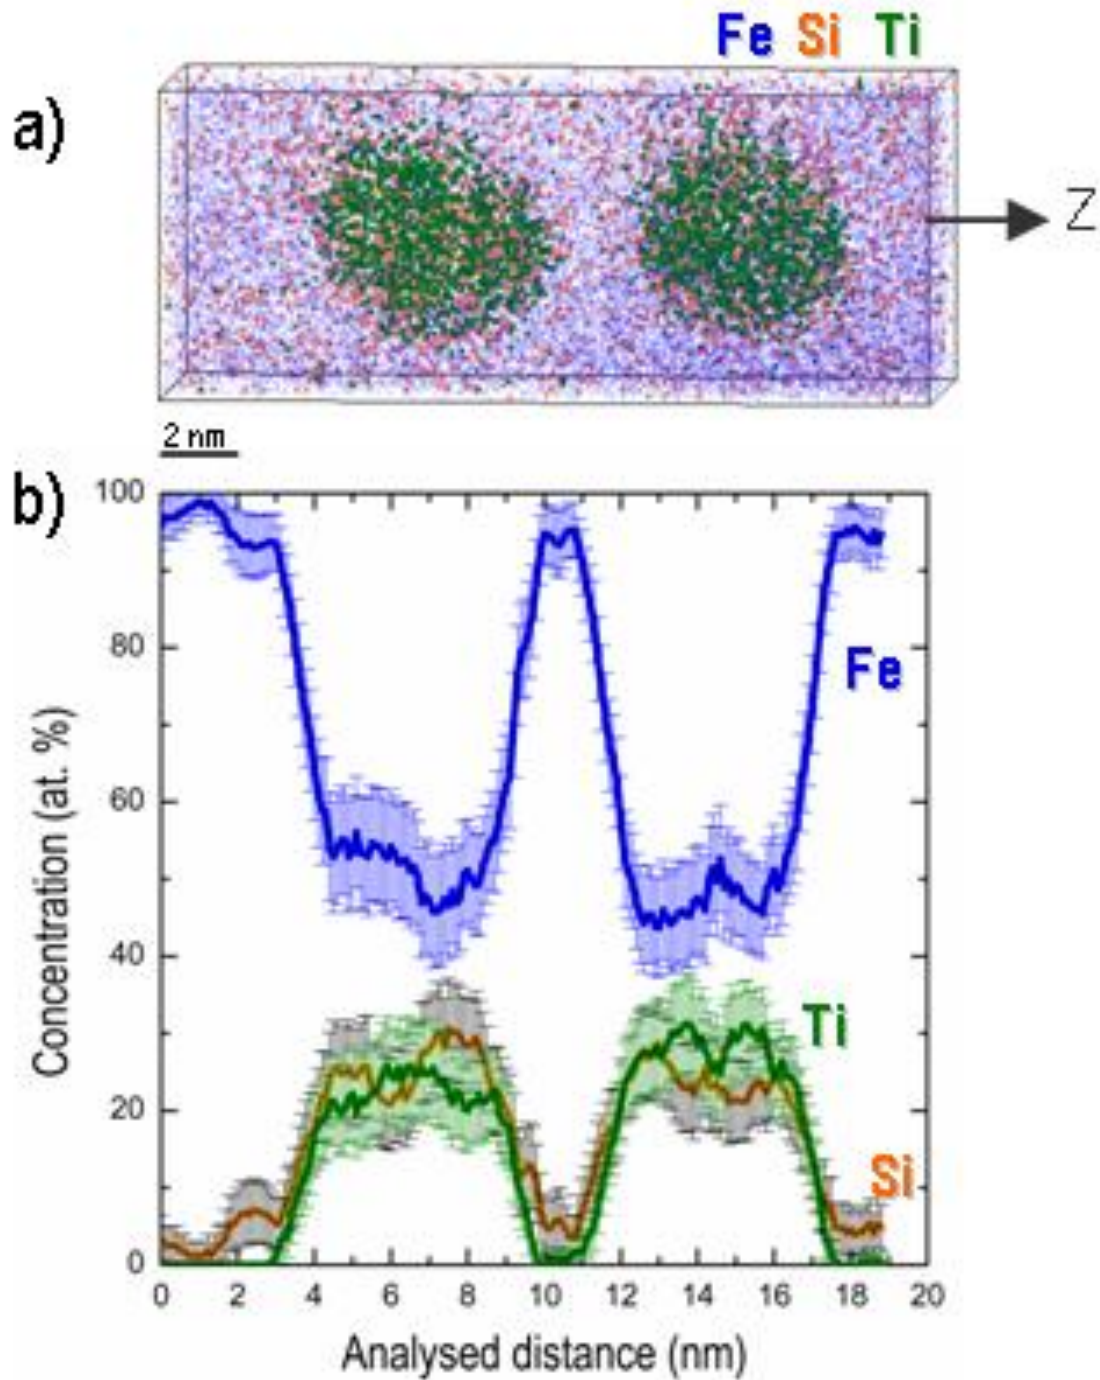 Fe Si Ti
a)
Z
2 nm
b)
100
80
60
40
20
0
Concentration (at. %)
Fe
Ti
Si
0 2 4 6 8 10 12 14 16 18 20
Analysed distance (nm)